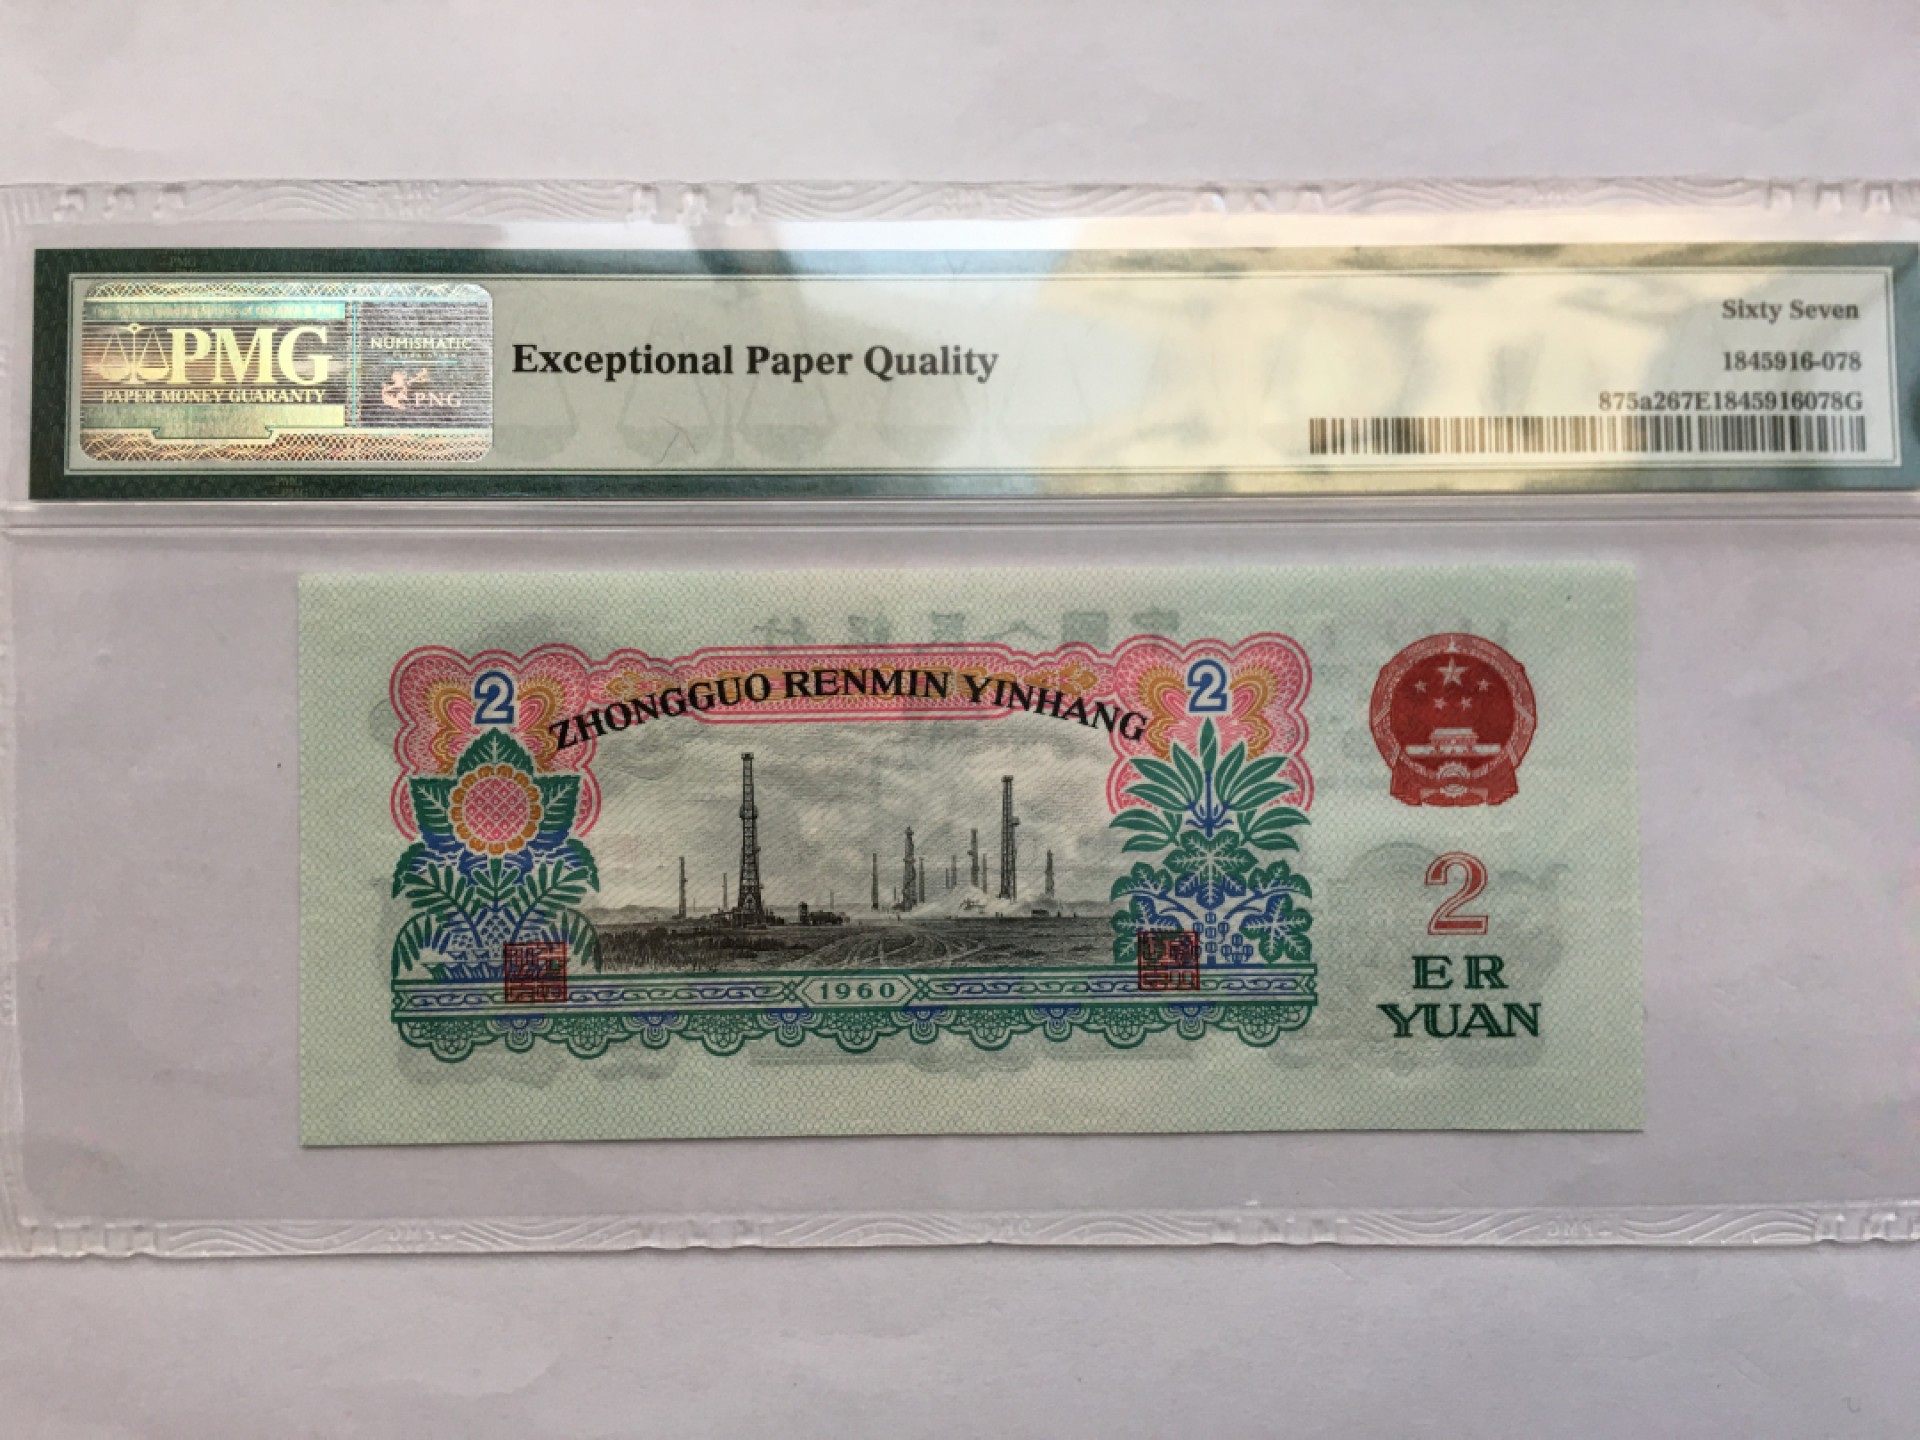 PMG
PAPER MONEY GUARANTY
NUMISMATIC
PNG
Exceptional Paper Quality
Sixty Seven
1845916-078
875a267E1845916078G
2
2
ZHONGGUO RENMIN YINHANG
1960
2
ER
YUAN